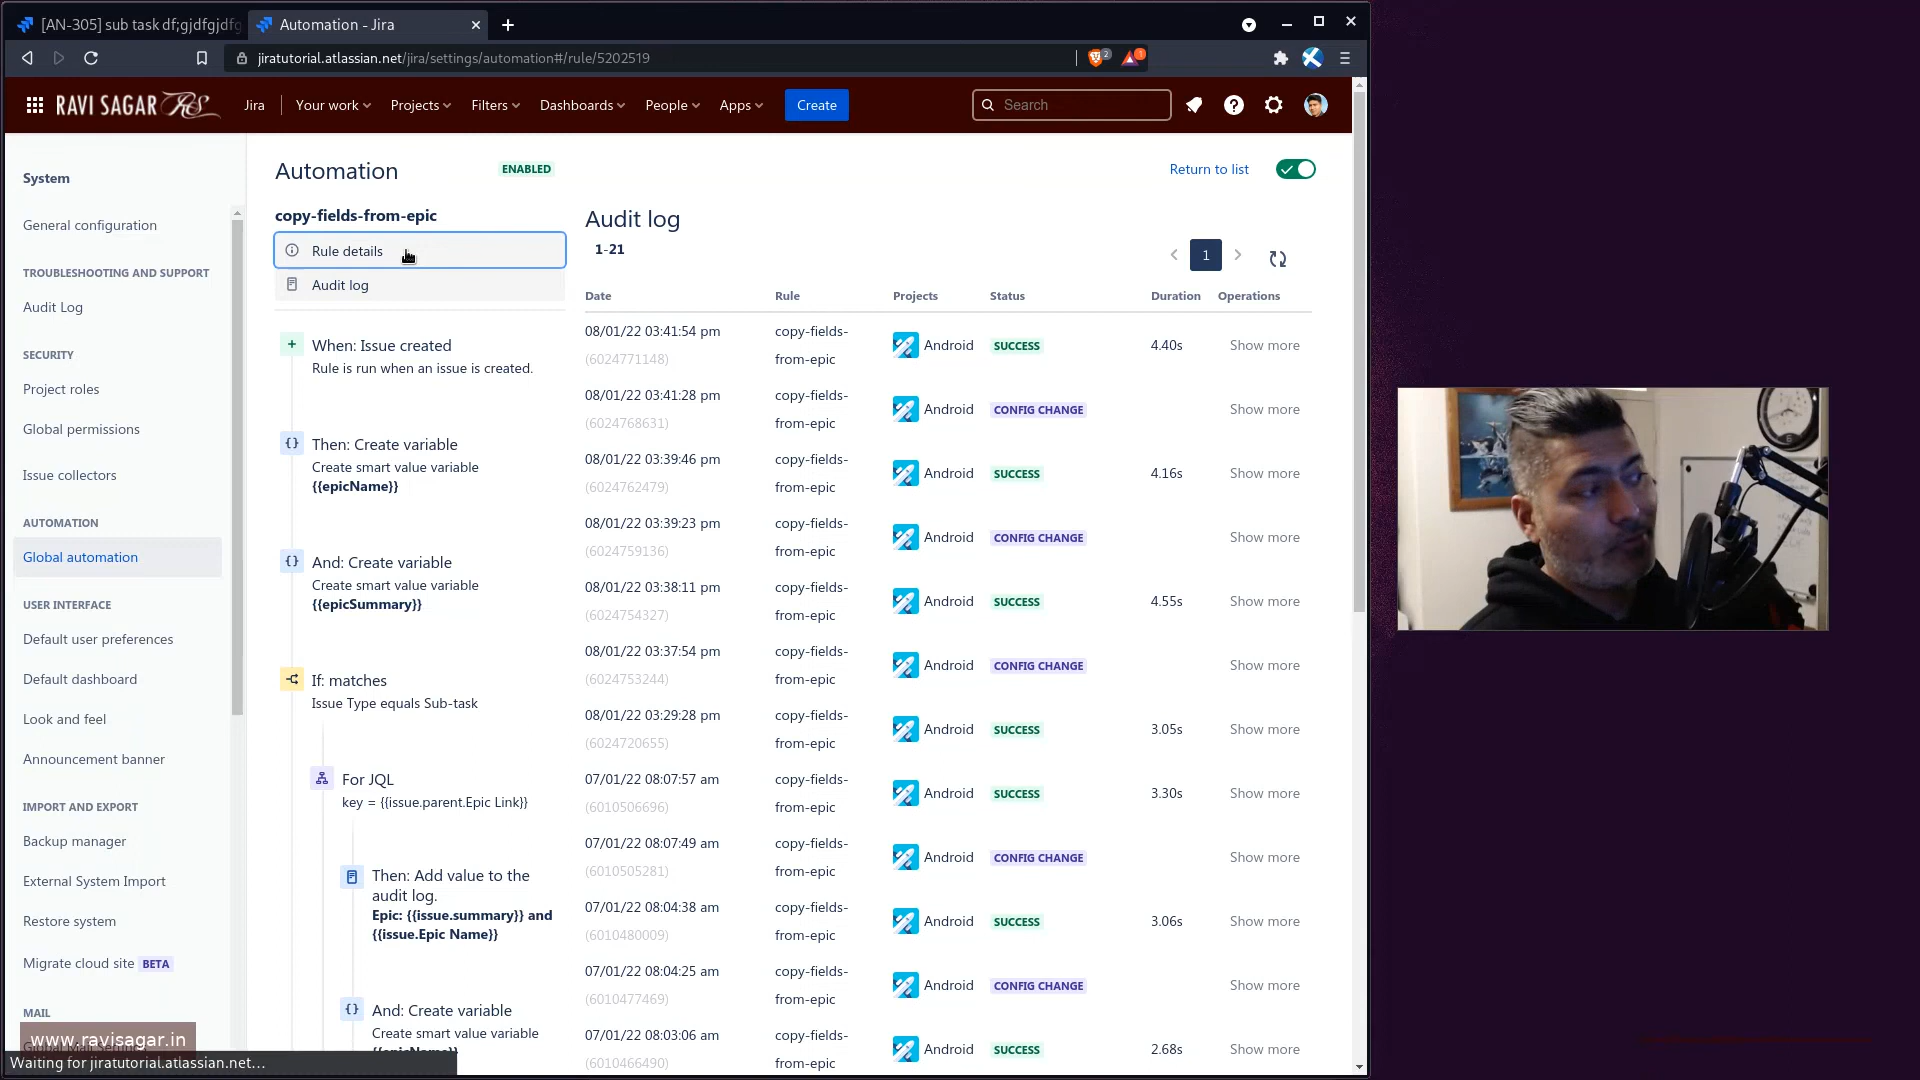 [AN-305] sub task df;gjdfgjdfg
Automation - Jira
jiratutorial.atlassian.net/jira/settings/automation#/rule/5202519
2
1
RAVI SAGAR RS
Jira
Your work
Projects
Filters
Dashboards
People
Apps
Create
Search
System
General configuration
TROUBLESHOOTING AND SUPPORT
Audit Log
SECURITY
Project roles
Global permissions
Issue collectors
AUTOMATION
Global automation
USER INTERFACE
Default user preferences
Default dashboard
Look and feel
Announcement banner
IMPORT AND EXPORT
Backup manager
External System Import
Restore system
Migrate cloud site BETA
MAIL
www.ravisagar.in
Waiting for jiratutorial.atlassian.net...
Automation
ENABLED
Return to list
copy-fields-from-epic
Rule details
Audit log
When: Issue created
Rule is run when an issue is created.
Then: Create variable
Create smart value variable
{{epicName}}
And: Create variable
Create smart value variable
{{epicSummary}}
If: matches
Issue Type equals Sub-task
For JQL
key = {{issue.parent.Epic Link}}
Then: Add value to the
audit log.
Epic: {{issue.summary}} and
{{issue.Epic Name}}
And: Create variable
Create smart value variable
{{epicName}}
Audit log
1-21
1
Date Rule Projects Status Duration Operations
08/01/22 03:41:54 pm copy-fields- Android SUCCESS 4.40s Show more
(6024771148) from-epic
08/01/22 03:41:28 pm copy-fields- Android CONFIG CHANGE Show more
(6024768631) from-epic
08/01/22 03:39:46 pm copy-fields- Android SUCCESS 4.16s Show more
(6024762479) from-epic
08/01/22 03:39:23 pm copy-fields- Android CONFIG CHANGE Show more
(6024759136) from-epic
08/01/22 03:38:11 pm copy-fields- Android SUCCESS 4.55s Show more
(6024754327) from-epic
08/01/22 03:37:54 pm copy-fields- Android CONFIG CHANGE Show more
(6024753244) from-epic
08/01/22 03:29:28 pm copy-fields- Android SUCCESS 3.05s Show more
(6024720655) from-epic
07/01/22 08:07:57 am copy-fields- Android SUCCESS 3.30s Show more
(6010506696) from-epic
07/01/22 08:07:49 am copy-fields- Android CONFIG CHANGE Show more
(6010505281) from-epic
07/01/22 08:04:38 am copy-fields- Android SUCCESS 3.06s Show more
(6010480009) from-epic
07/01/22 08:04:25 am copy-fields- Android CONFIG CHANGE Show more
(6010477469) from-epic
07/01/22 08:03:06 am copy-fields- Android SUCCESS 2.68s Show more
(6010466490) from-epic